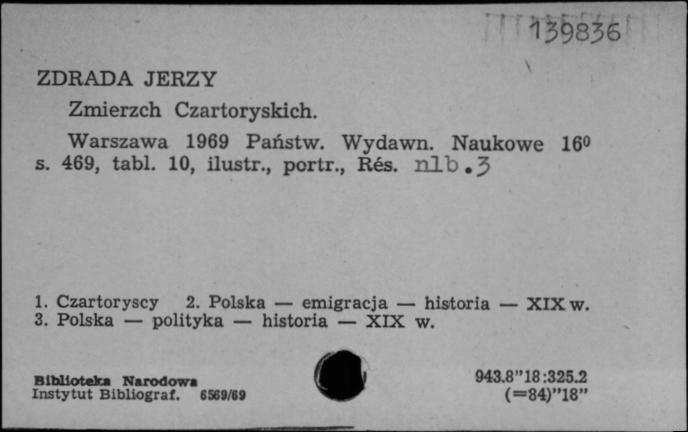 139836
ZDRADA JERZY
Zmierzch Czartoryskich.
Warszawa 1969 Państw. Wydawn. Naukowe 16⁰
s. 469, tabl. 10, ilustr., portr., Rés. nlb.3
1. Czartoryscy 2. Polska — emigracja — historia — XIX w.
3. Polska — polityka — historia — XIX w.
Biblioteka Narodowa
943.8”18:325.2
Instytut Bibliograf. 6569/69
(=84)”18”